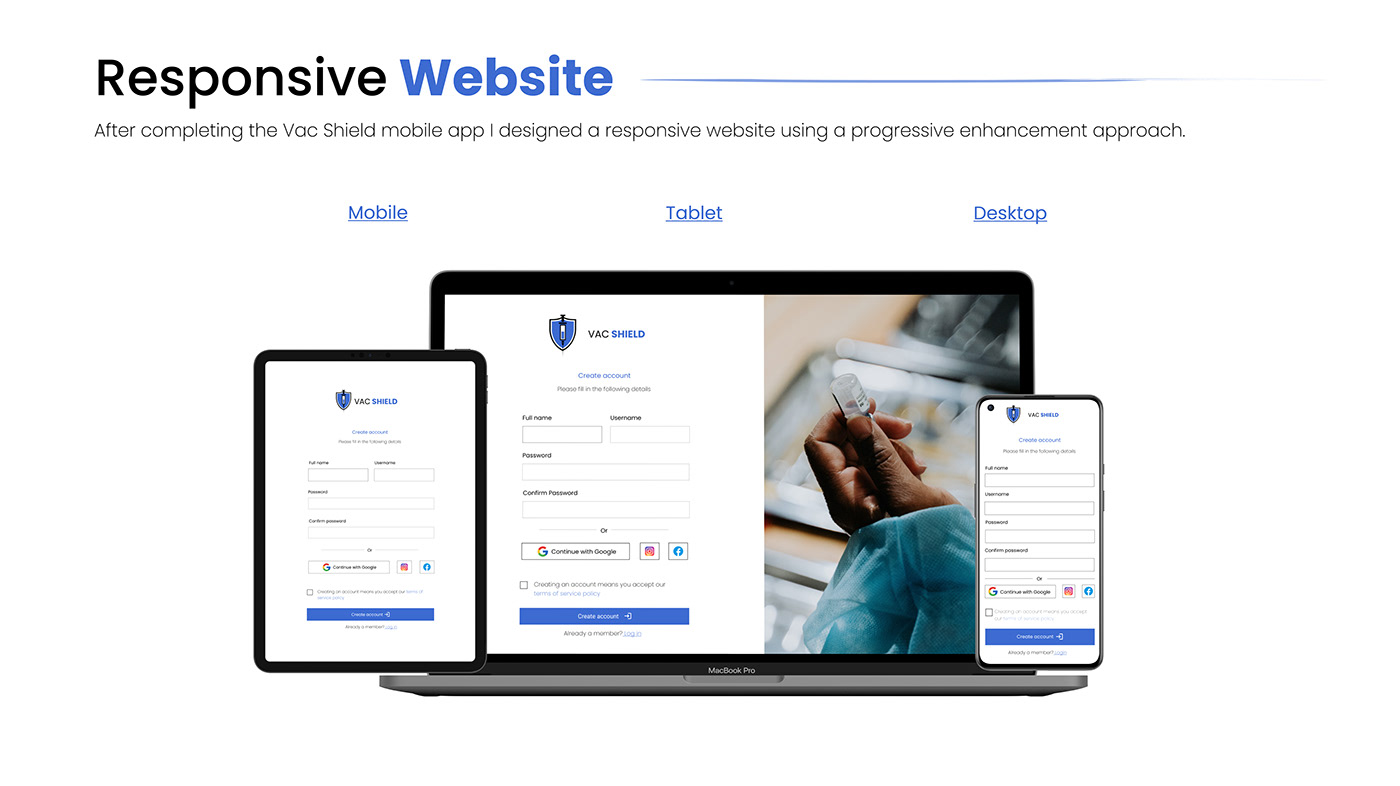 Responsive Website
After completing the Vac Shield mobile app I designed a responsive website using a progressive enhancement approach.
Mobile
Tablet
Desktop
VAC SHIELD
Create account
Please fill in the following details
Full name
Username
Password
Confirm password
Or
Continue with Google
Creating an account means you accept our terms of
service policy
Create account
Already a member? Log in
VAC SHIELD
Create account
Please fill in the following details
Full name
Username
Password
Confirm Password
Or
Continue with Google
Creating an account means you accept our
terms of service policy
Create account
Already a member? Log in
MacBook Pro
VAC SHIELD
Create account
Please fill in the following details
Full name
Username
Password
Confirm password
Or
Continue with Google
Creating an account means you accept
our terms of service policy
Create account
Already a member? Login